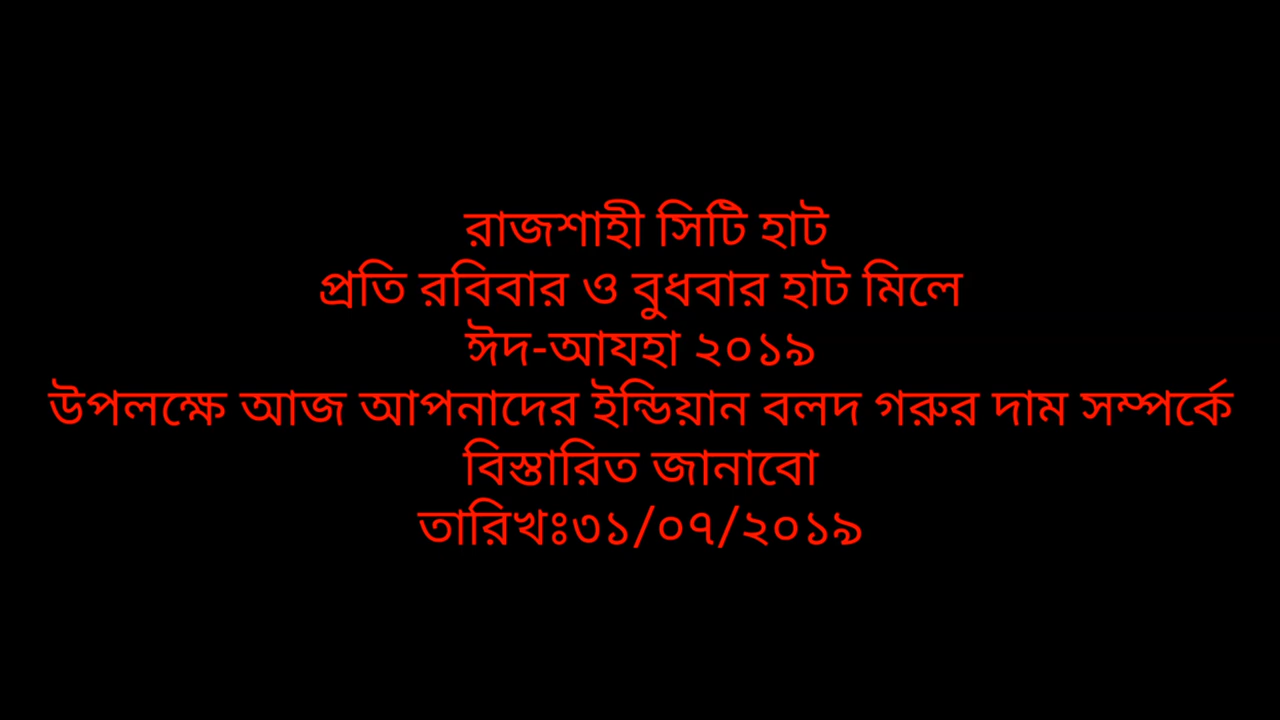 রাজশাহী সিটি হাট
প্রতি রবিবার ও বুধবার হাট মিলে
ঈদ-আযহা ২০১৯
উপলক্ষে আজ আপনাদের ইন্ডিয়ান বলদ গরুর দাম সম্পর্কে
বিস্তারিত জানাবো
তারিখঃ৩১/০৭/২০১৯